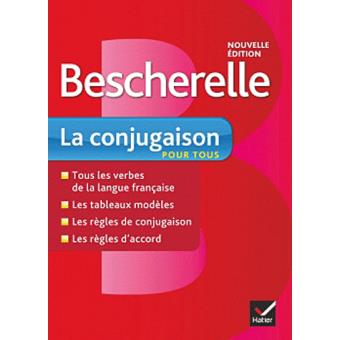 NOUVELLE
ÉDITION
Bescherelle
La conjugaison
POUR TOUS
Tous les verbes
de la langue française
Les tableaux modèles
Les règles de conjugaison
Les règles d'accord
Hatier